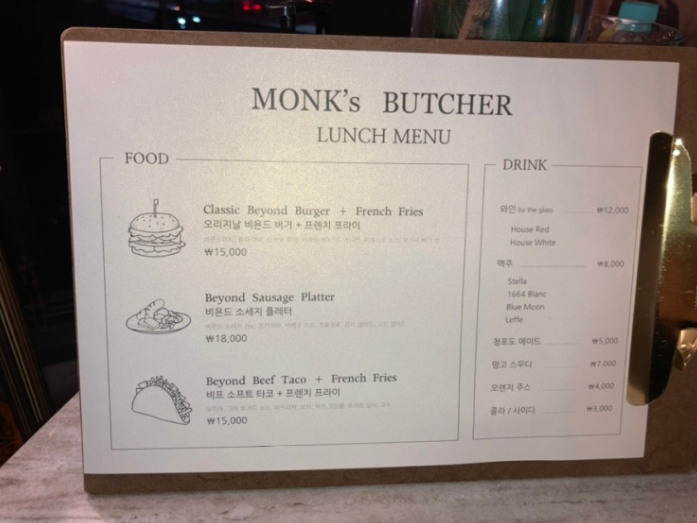 MONK's BUTCHER
LUNCH MENU
FOOD
Classic Beyond Burger + French Fries
오리지날 비욘드 버거 + 프렌치 프라이
₩15,000
Beyond Sausage Platter
비욘드 소세지 플레터
₩18,000
Beyond Beef Taco + French Fries
비프 소프트 타코 + 프렌치 프라이
₩15,000
DRINK
와인 by the glass ₩12,000
House Red
House White
맥주 ₩8,000
Stella
1664 Blanc
Blue Moon
Leffe
청포도 에이드 ₩5,000
망고 스무디 ₩7,000
오렌지 주스 ₩4,000
콜라 / 사이다 ₩3,000